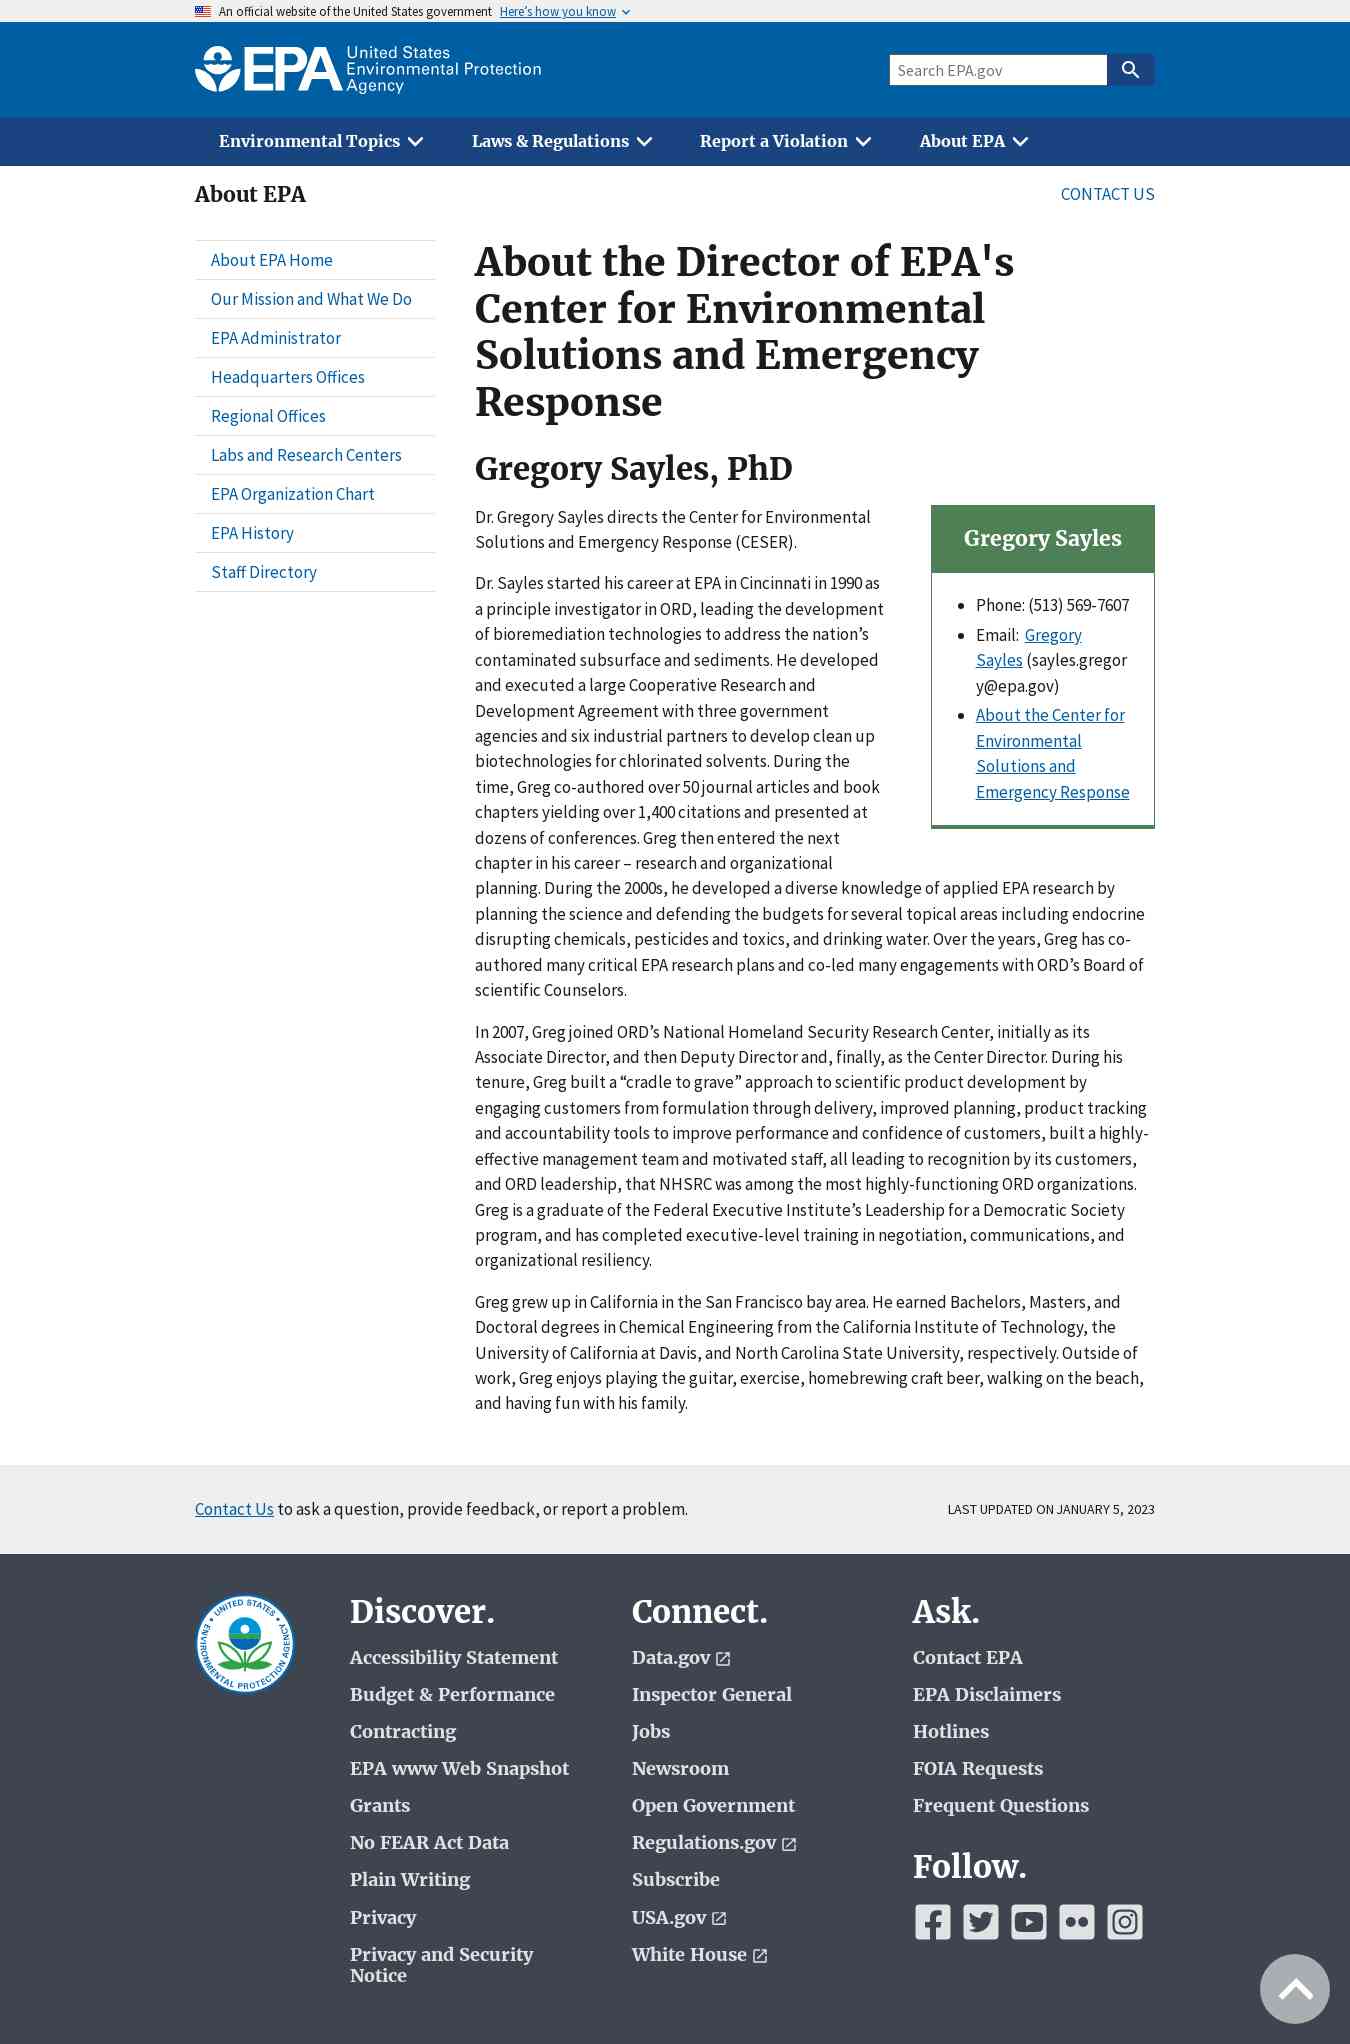 An official website of the United States government Here's how you know
EPA United States
Environmental Protection
Agency
Search EPA.gov
Environmental Topics Laws & Regulations Report a Violation About EPA
About EPA
CONTACT US
About EPA Home
Our Mission and What We Do
EPA Administrator
Headquarters Offices
Regional Offices
Labs and Research Centers
EPA Organization Chart
EPA History
Staff Directory
About the Director of EPA's
Center for Environmental
Solutions and Emergency
Response
Gregory Sayles, PhD
Dr. Gregory Sayles directs the Center for Environmental
Solutions and Emergency Response (CESER).
Dr. Sayles started his career at EPA in Cincinnati in 1990 as
a principle investigator in ORD, leading the development
of bioremediation technologies to address the nation’s
contaminated subsurface and sediments. He developed
and executed a large Cooperative Research and
Development Agreement with three government
agencies and six industrial partners to develop clean up
biotechnologies for chlorinated solvents. During the
time, Greg co-authored over 50 journal articles and book
chapters yielding over 1,400 citations and presented at
dozens of conferences. Greg then entered the next
chapter in his career – research and organizational
planning. During the 2000s, he developed a diverse knowledge of applied EPA research by
planning the science and defending the budgets for several topical areas including endocrine
disrupting chemicals, pesticides and toxics, and drinking water. Over the years, Greg has co-
authored many critical EPA research plans and co-led many engagements with ORD’s Board of
scientific Counselors.
Gregory Sayles
Phone: (513) 569-7607
Email: Gregory
Sayles (sayles.gregor
y@epa.gov)
About the Center for
Environmental
Solutions and
Emergency Response
In 2007, Greg joined ORD’s National Homeland Security Research Center, initially as its
Associate Director, and then Deputy Director and, finally, as the Center Director. During his
tenure, Greg built a “cradle to grave” approach to scientific product development by
engaging customers from formulation through delivery, improved planning, product tracking
and accountability tools to improve performance and confidence of customers, built a highly-
effective management team and motivated staff, all leading to recognition by its customers,
and ORD leadership, that NHSRC was among the most highly-functioning ORD organizations.
Greg is a graduate of the Federal Executive Institute’s Leadership for a Democratic Society
program, and has completed executive-level training in negotiation, communications, and
organizational resiliency.
Greg grew up in California in the San Francisco bay area. He earned Bachelors, Masters, and
Doctoral degrees in Chemical Engineering from the California Institute of Technology, the
University of California at Davis, and North Carolina State University, respectively. Outside of
work, Greg enjoys playing the guitar, exercise, homebrewing craft beer, walking on the beach,
and having fun with his family.
Contact Us to ask a question, provide feedback, or report a problem.
LAST UPDATED ON JANUARY 5, 2023
UNITED STATES
ENVIRONMENTAL PROTECTION AGENCY
Discover.
Accessibility Statement
Budget & Performance
Contracting
EPA www Web Snapshot
Grants
No FEAR Act Data
Plain Writing
Privacy
Privacy and Security
Notice
Connect.
Data.gov
Inspector General
Jobs
Newsroom
Open Government
Regulations.gov
Subscribe
USA.gov
White House
Ask.
Contact EPA
EPA Disclaimers
Hotlines
FOIA Requests
Frequent Questions
Follow.